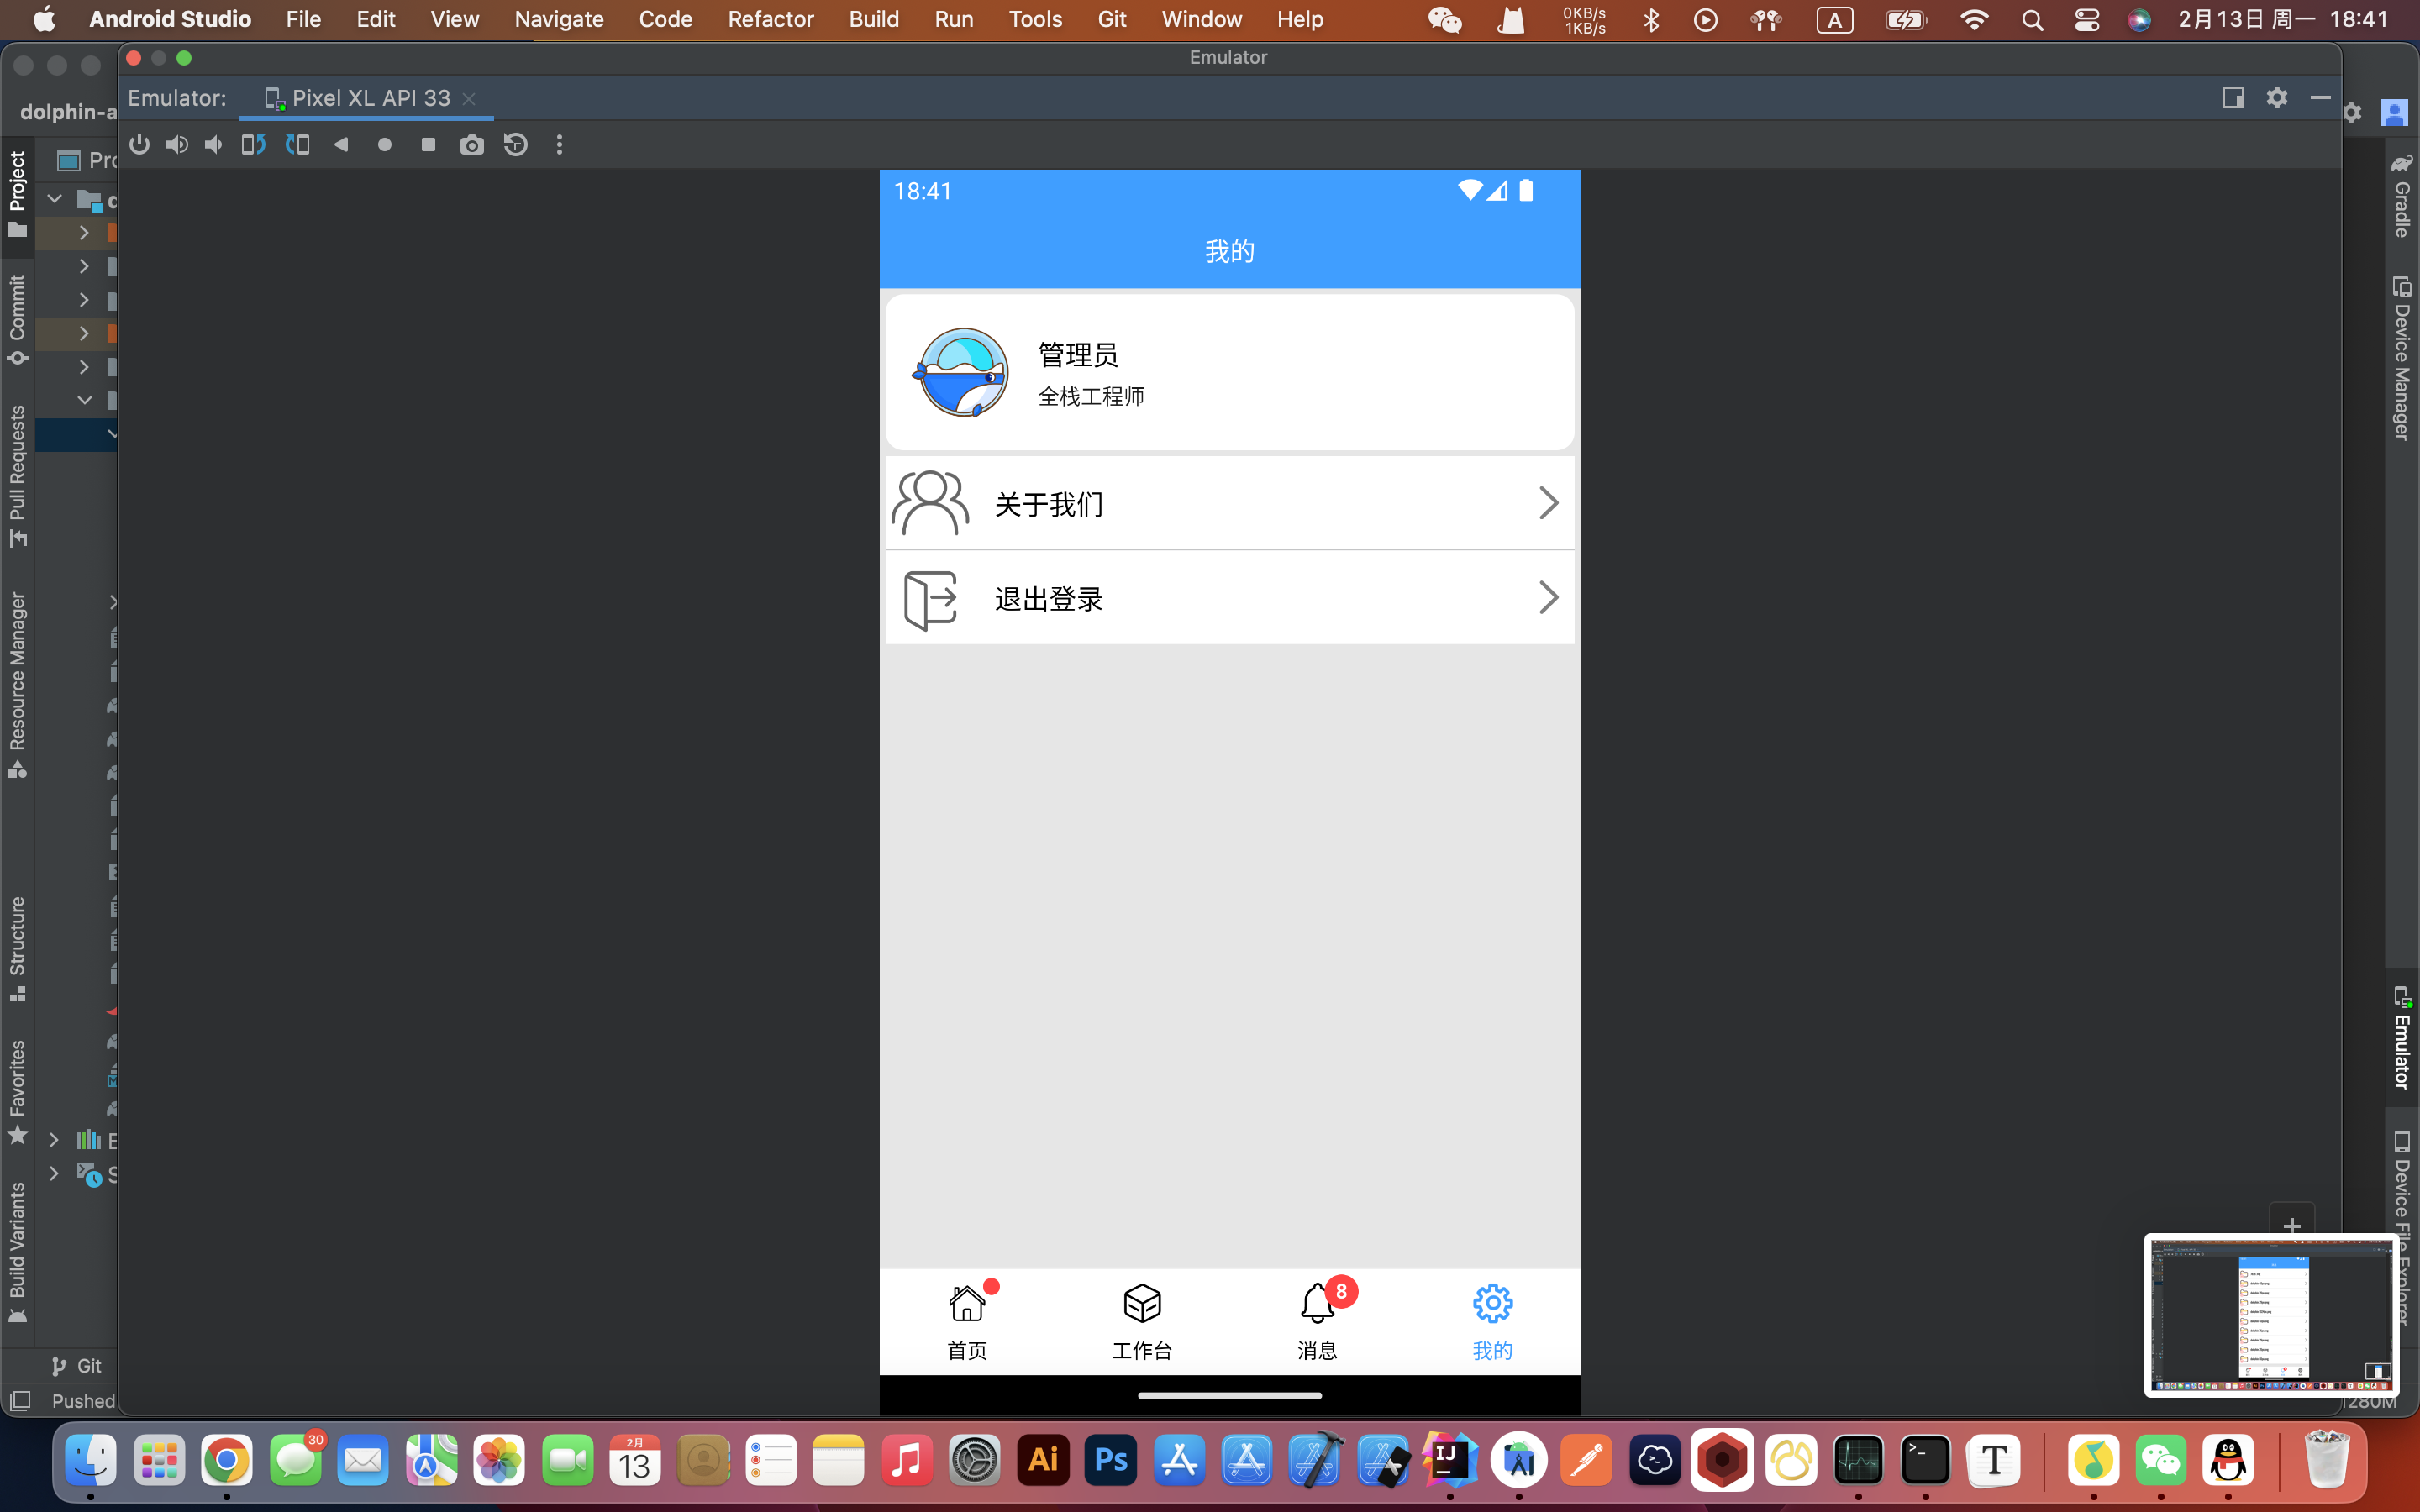 Android Studio File Edit View Navigate Code Refactor Build Run Tools Git Window Help 0KB/s 1KB/s A 2月13日 周一 18:41
Emulator
Emulator: Pixel XL API 33
dolphin-a
Project
Commit
Pull Requests
Resource Manager
Structure
Favorites
Build Variants
Git
Pushed
18:41
我的
管理员
全栈工程师
关于我们
退出登录
8
首页 工作台 消息 我的
Gradle
Device Manager
Emulator
Device File Explorer
30
2月
13
Ai
Ps
IJ
T